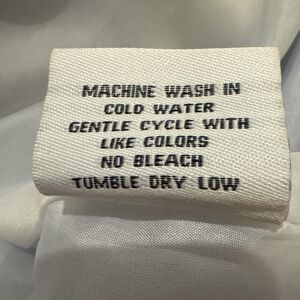 MACHINE WASH IN
COLD WATER
GENTLE CYCLE WITH
LIKE COLORS
NO BLEACH
TUMBLE DRY LOW